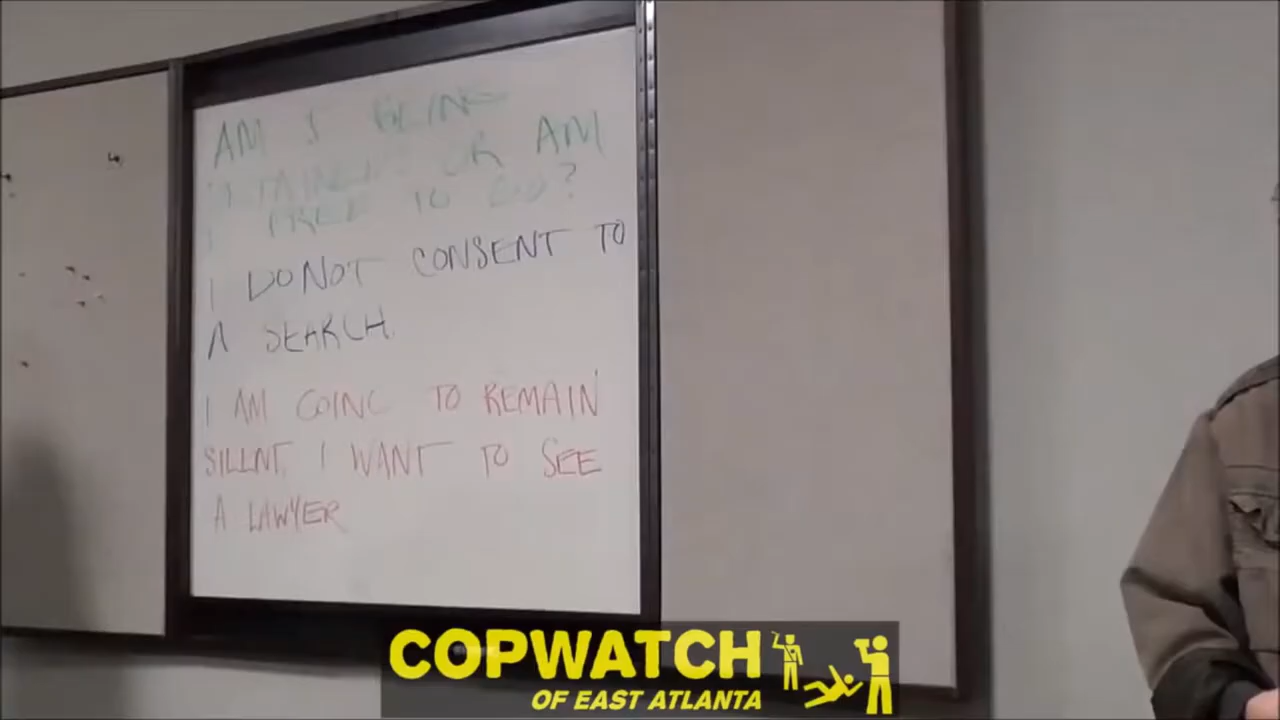 AM I BEING
DETAINED OR AM
I FREE TO GO?
I DO NOT CONSENT TO
A SEARCH.
I AM GOING TO REMAIN
SILENT. I WANT TO SEE
A LAWYER
COPWATCH
OF EAST ATLANTA